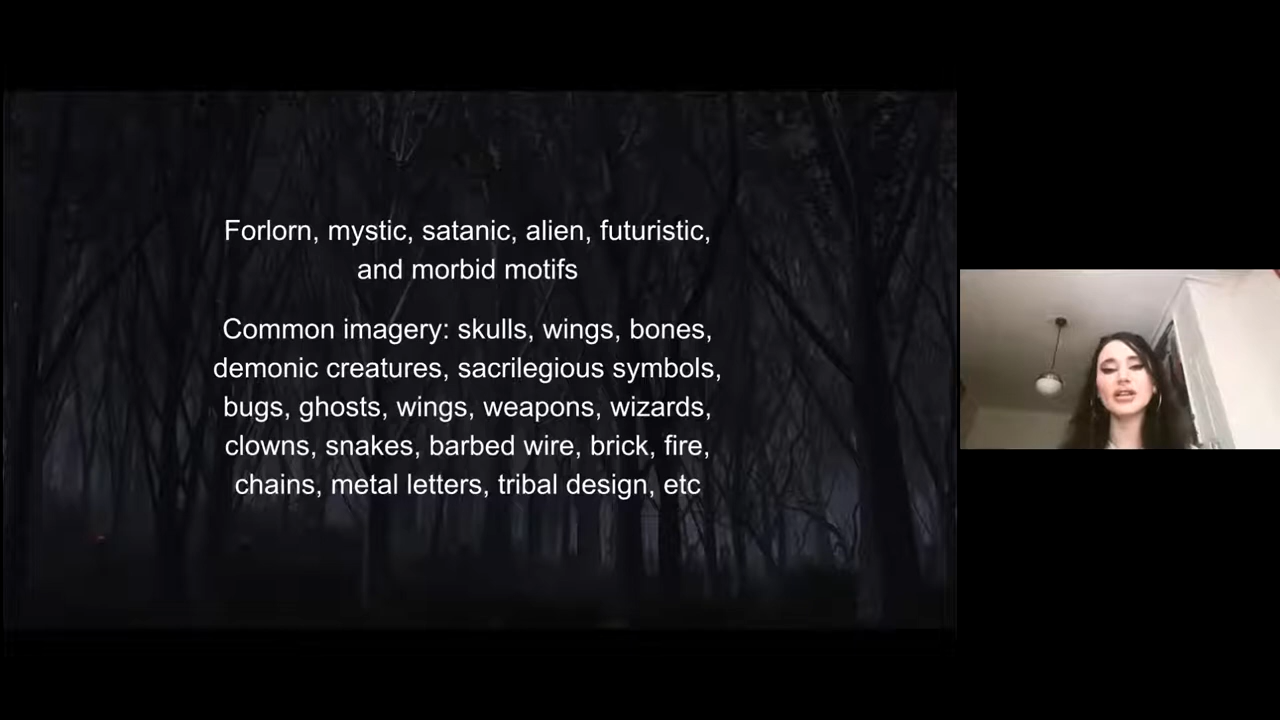 Forlorn, mystic, satanic, alien, futuristic,
and morbid motifs
Common imagery: skulls, wings, bones,
demonic creatures, sacrilegious symbols,
bugs, ghosts, wings, weapons, wizards,
clowns, snakes, barbed wire, brick, fire,
chains, metal letters, tribal design, etc